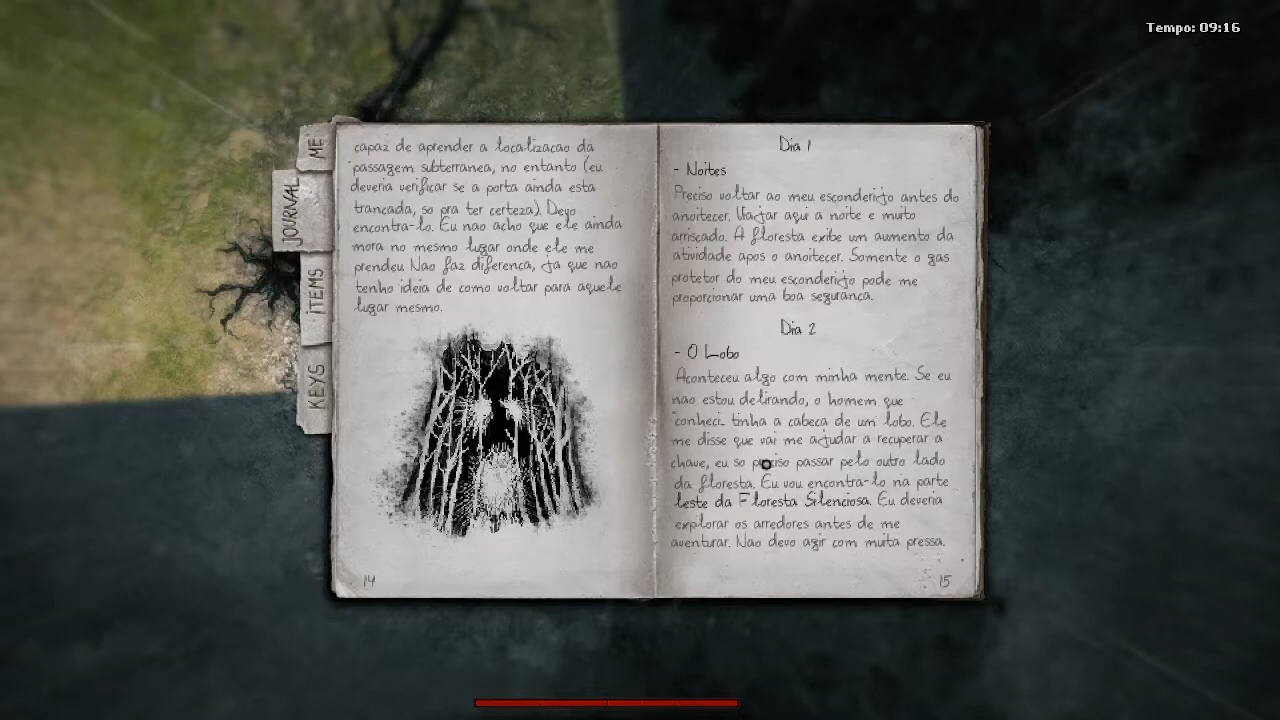 Tempo: 09:16
ME
JOURNAL
ITEMS
KEYS
capaz de aprender a localizacao da
passagem subterranea, no entanto (eu
deveria verificar se a porta ainda esta
trancada, so pra ter certeza). Devo
encontra-lo. Eu nao acho que ele ainda
mora no mesmo lugar onde ele me
prendeu Nao faz diferenca, ja que nao
tenho ideia de como voltar para aquele
lugar mesmo.
14
Dia 1
- Noites
Preciso voltar ao meu esconderijo antes do
anoitecer. Viajar aqui a noite e muito
arriscado. A floresta exibe um aumento da
atividade apos o anoitecer. Somente o gas
protetor do meu esconderijo pode me
proporcionar uma boa seguranca.
Dia 2
- O Lobo
Aconteceu algo com minha mente. Se eu
nao estou delirando, o homem que
conheci tinha a cabeca de um lobo. Ele
me disse que vai me ajudar a recuperar a
chave, eu so preciso passar pelo outro lado
da floresta. Eu vou encontra-lo na parte
leste da Floresta Silenciosa. Eu deveria
explorar os arredores antes de me
aventurar. Nao devo agir com muita pressa.
15